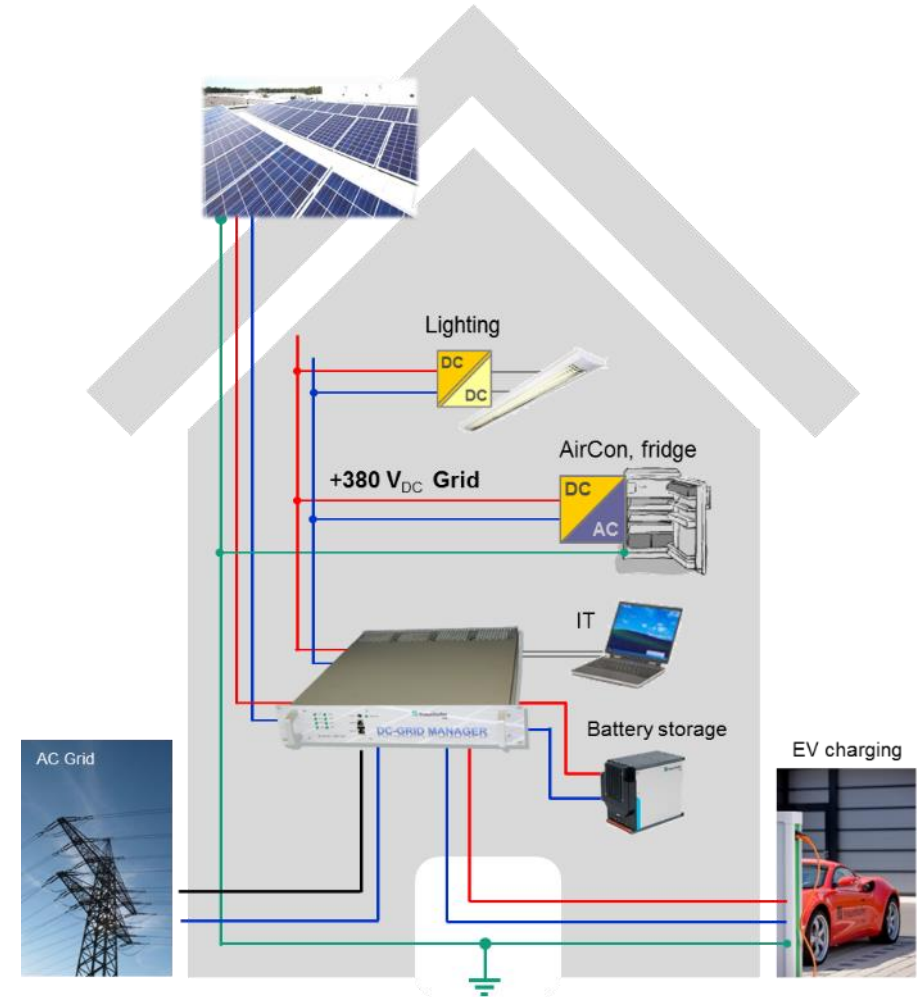 Lighting
DC
DC
AirCon, fridge
+380 V_DC Grid
DC
AC
IT
DC-GRID MANAGER
Battery storage
AC Grid
EV charging